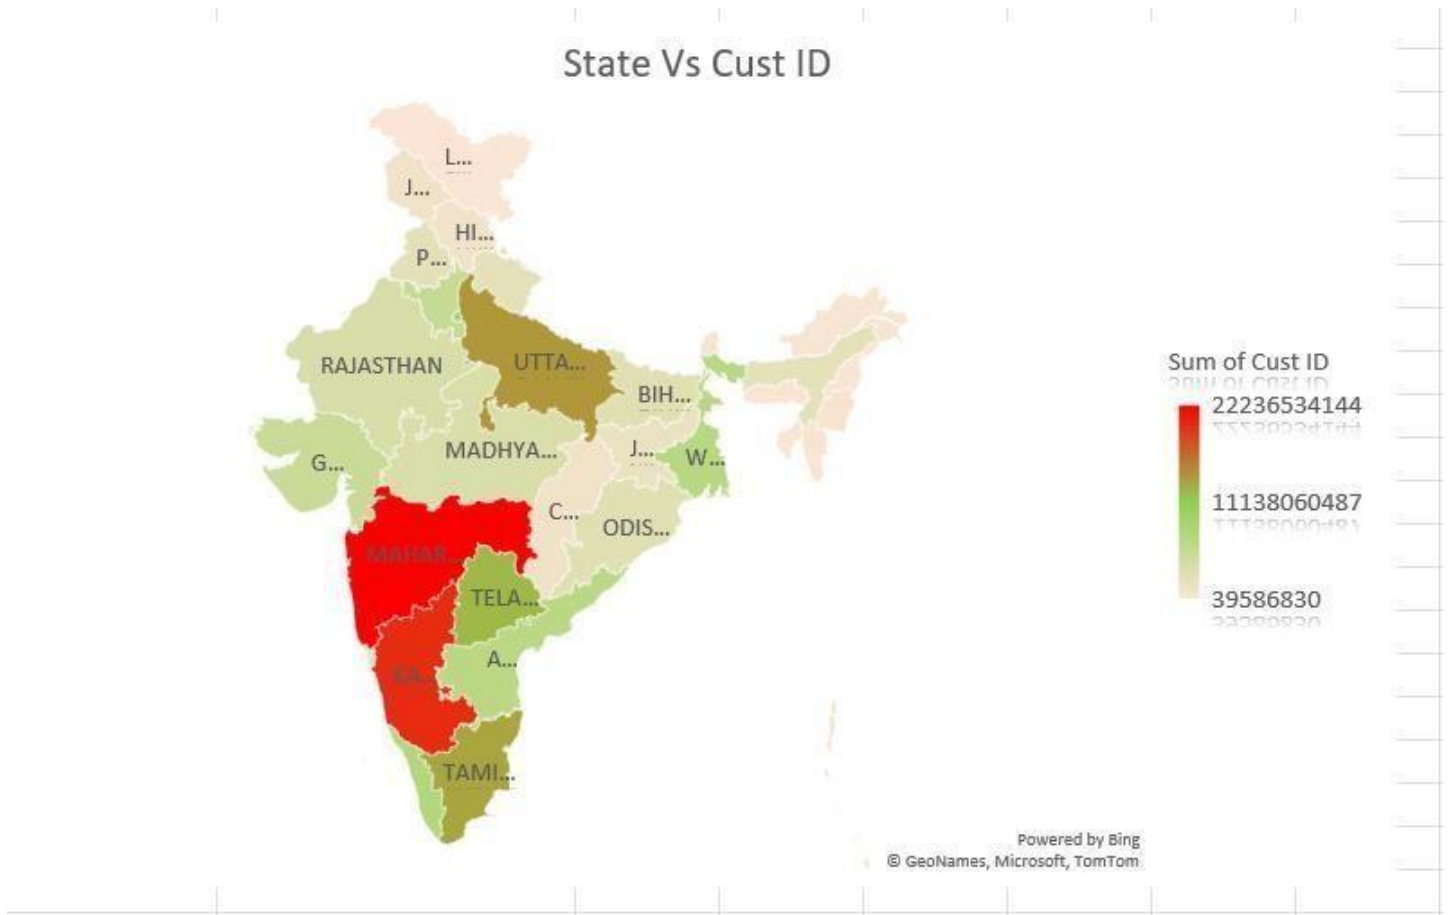 State Vs Cust ID
L...
J...
HI...
P...
RAJASTHAN
UTTA...
BIH...
MADHYA...
J...
G...
W...
C...
ODIS...
MAHAR...
TELA...
A...
KA...
TAMI...
Sum of Cust ID
22236534144
11138060487
39586830
Powered by Bing
© GeoNames, Microsoft, TomTom